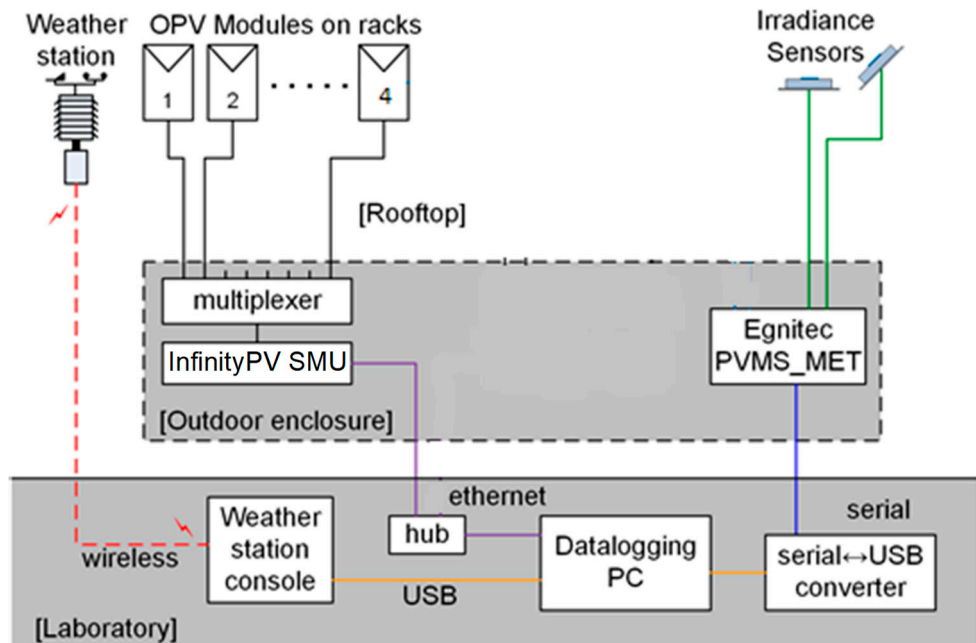 Weather
station
OPV Modules on racks
Irradiance
Sensors
1
2
4
[Rooftop]
multiplexer
InfinityPV SMU
Egnitec
PVMS_MET
[Outdoor enclosure]
ethernet
serial
wireless
Weather
station
console
hub
USB
Datalogging
PC
serial↔USB
converter
[Laboratory]